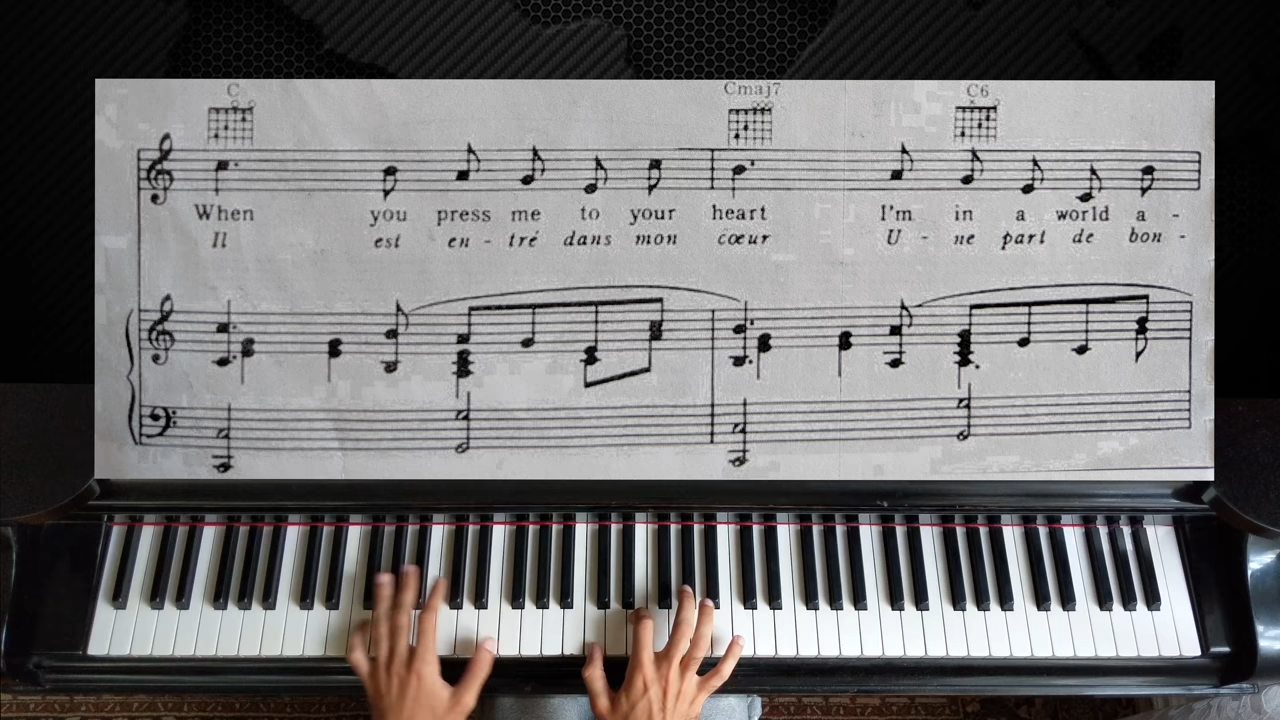 C Cmaj7 C6
When you press me to your heart I'm in a world a -
Il est en - tré dans mon cœur U - ne part de bon -